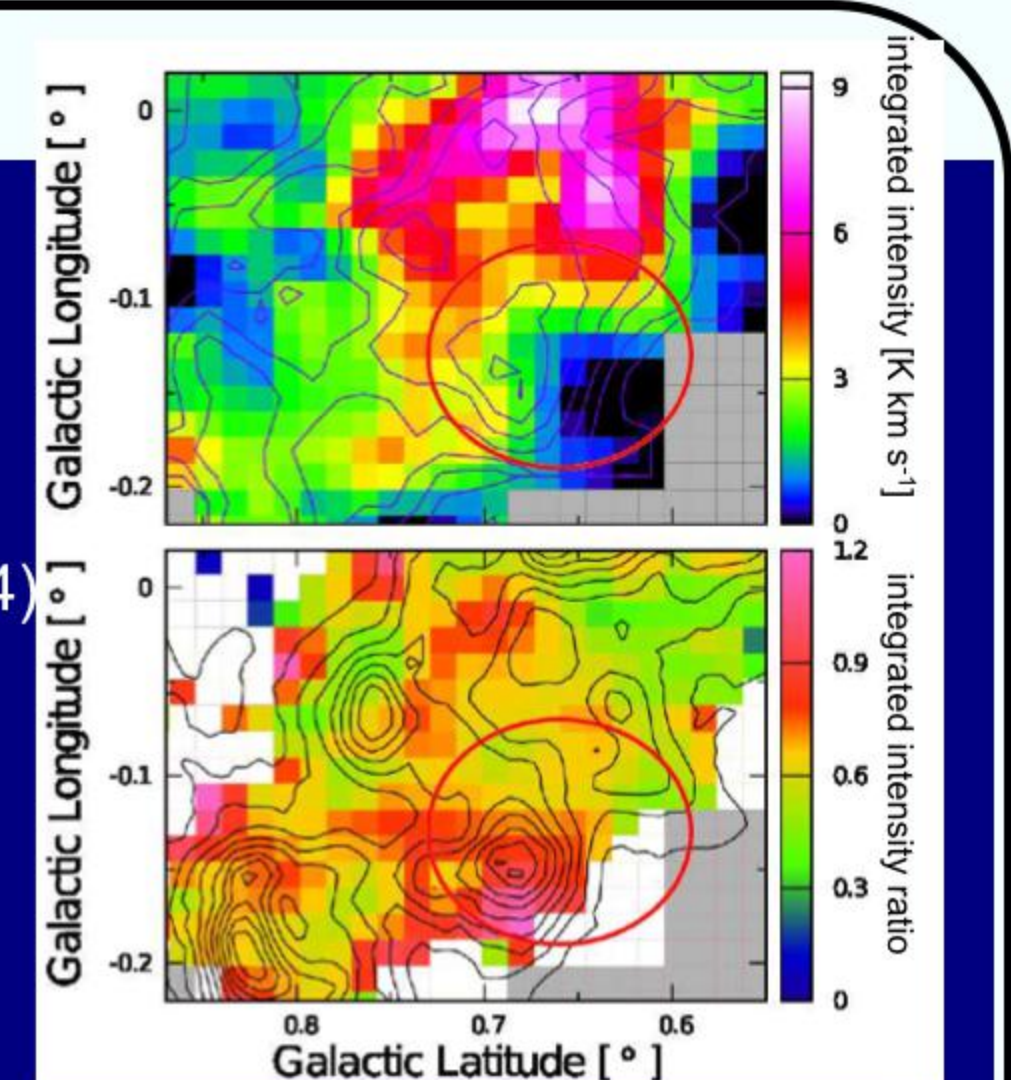 Galactic Longitude [ ° ]
0
-0.1
-0.2
9
6
3
0
integrated intensity [K km s⁻¹]
4)
Galactic Longitude [ ° ]
0
-0.1
-0.2
1.2
0.9
0.6
0.3
0
integrated intensity ratio
0.8 0.7 0.6
Galactic Latitude [ ° ]